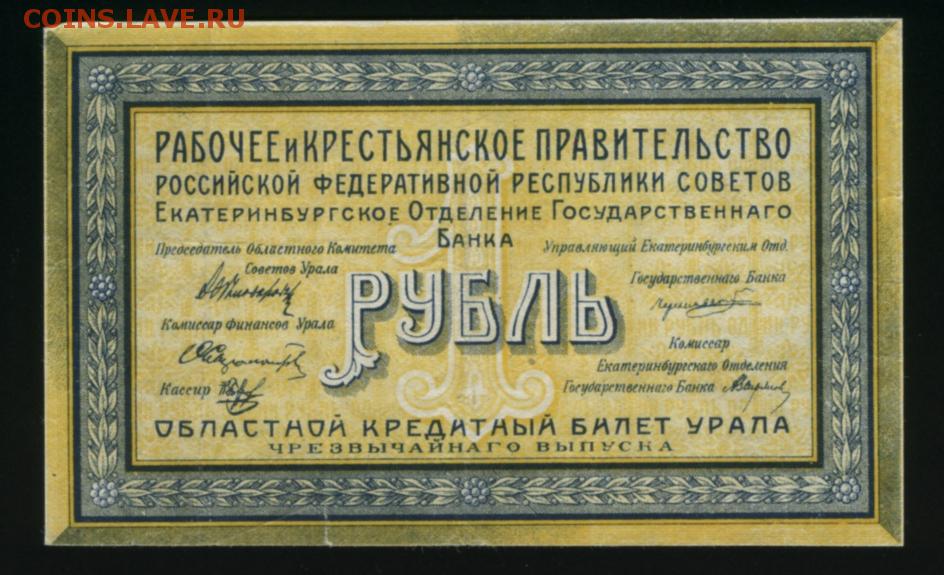 COINS.LAVE.RU
РАБОЧЕЕ и КРЕСТЬЯНСКОЕ ПРАВИТЕЛЬСТВО
РОССИЙСКОЙ ФЕДЕРАТИВНОЙ РЕСПУБЛИКИ СОВЕТОВ
ЕКАТЕРИНБУРГСКОЕ ОТДЕЛЕНИЕ ГОСУДАРСТВЕННАГО
БАНКА
Председатель Областного Комитета
Советов Урала
Управляющий Екатеринбургским Отд.
Государственнаго Банка
1
РУБЛЬ
Комиссар Финансов Урала
Комиссар
Екатеринбургскаго Отделения
Государственнаго Банка
Кассир
ОБЛАСТНОЙ КРЕДИТНЫЙ БИЛЕТ УРАЛА
ЧРЕЗВЫЧАЙНАГО ВЫПУСКА